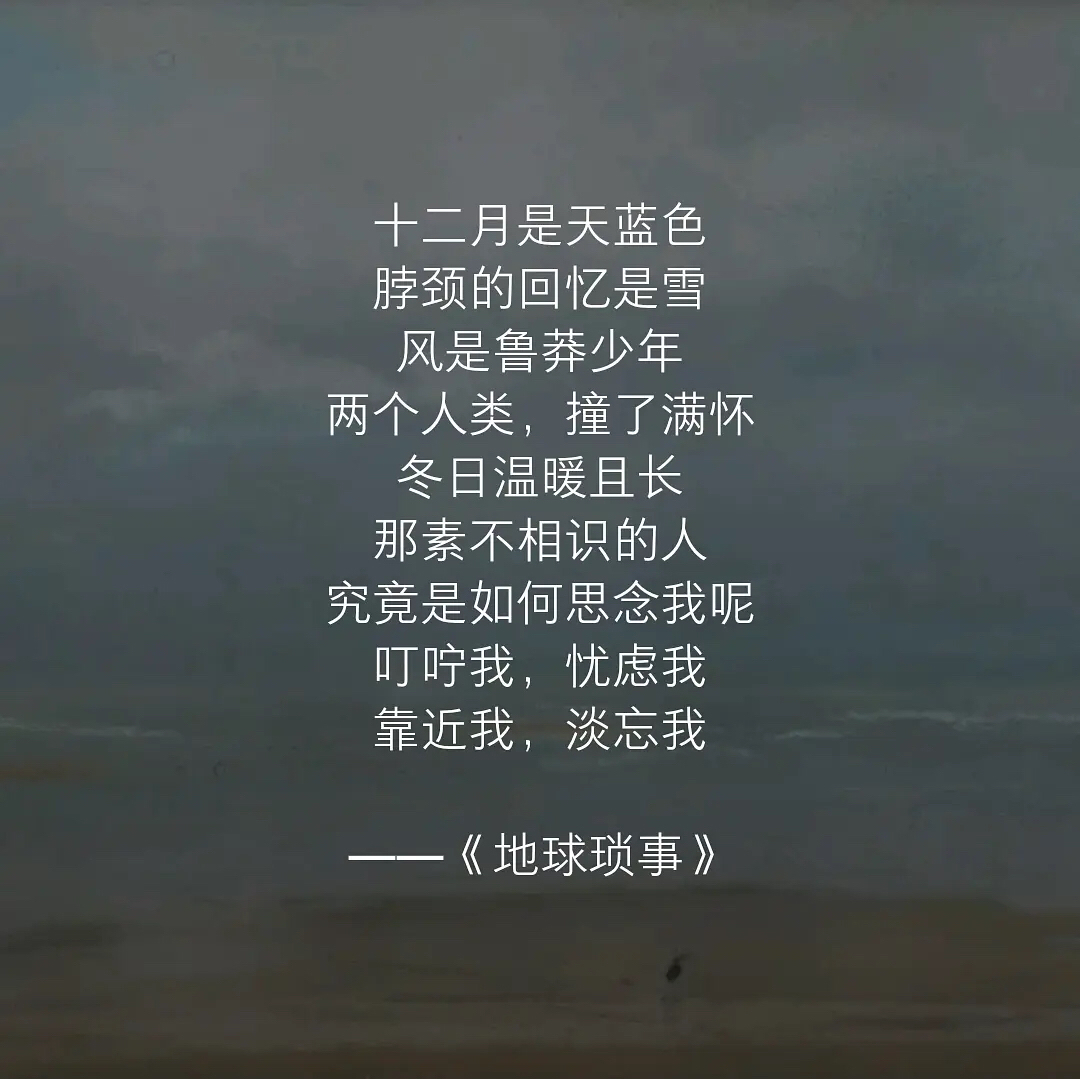 十二月是天蓝色
脖颈的回忆是雪
风是鲁莽少年
两个人类，撞了满怀
冬日温暖且长
那素不相识的人
究竟是如何思念我呢
叮咛我，忧虑我
靠近我，淡忘我
——《地球琐事》